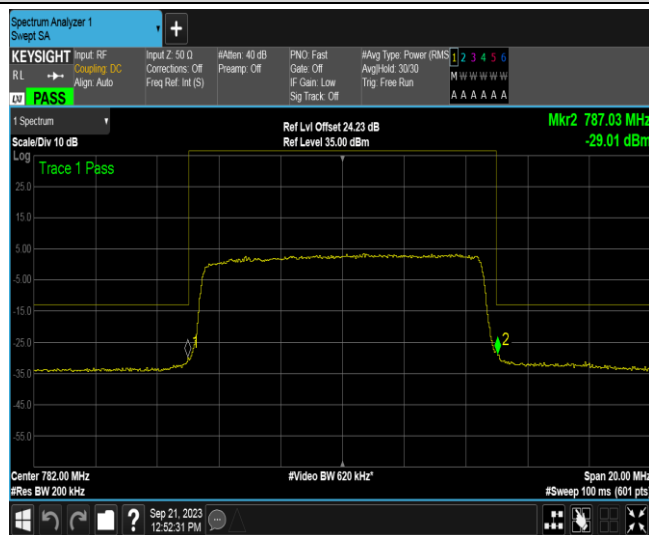 Spectrum Analyzer 1
Swept SA
+
KEYSIGHT Input: RF Input Z: 50 Ω #Atten: 40 dB PNO: Fast #Avg Type: Power (RMS 1 2 3 4 5 6
RL Coupling: DC Corrections: Off Preamp: Off Gate: Off Avg|Hold: 30/30 M W W W W W
Align: Auto Freq Ref: Int (S) IF Gain: Low Trig: Free Run
Sig Track: Off A A A A A A
LXI PASS
1 Spectrum Ref Lvl Offset 24.23 dB Mkr2 787.03 MHz
Scale/Div 10 dB Ref Level 35.00 dBm -29.01 dBm
Log
Trace 1 Pass
25.0
15.0
5.00
-5.00
-15.0
-25.0
1
2
-35.0
-45.0
-55.0
Center 782.00 MHz #Video BW 620 kHz* Span 20.00 MHz
#Res BW 200 kHz #Sweep 100 ms (601 pts)
? Sep 21, 2023
12:52:31 PM